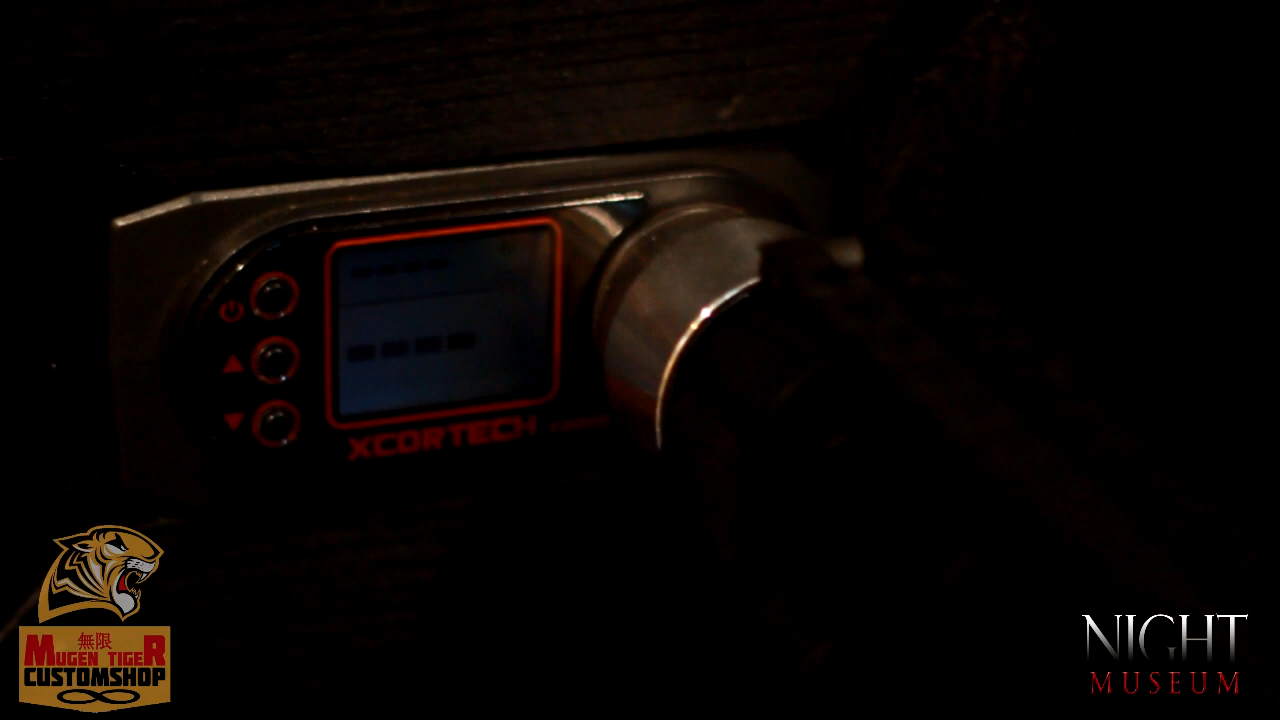 XCORTECH
無限
MUGEN TIGER
CUSTOMSHOP
NIGHT
MUSEUM